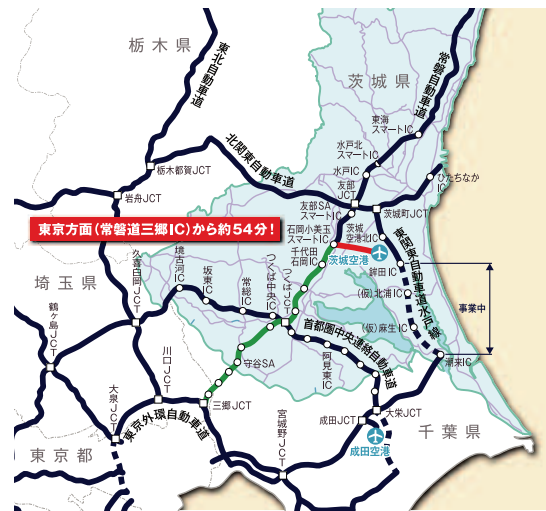 栃木県
東北自動車道
茨城県
常磐自動車道
東海
スマートIC
水戸北
スマートIC
北関東自動車道
水戸IC
栃木都賀JCT
友部
JCT
ひたちなか
IC
岩舟JCT
友部SA
スマートIC
茨城町JCT
東京方面(常磐道三郷IC)から約54分!
石岡小美玉
スマートIC
茨城
空港北IC
千代田
石岡IC
茨城空港
東関東自動車道水戸線
鉾田IC
埼玉県
久喜白岡JCT
境古河IC
坂東IC
常総IC
つくば中央IC
つくばJCT
(仮)北浦IC
事業中
鶴ヶ島JCT
首都圏中央連絡自動車道
(仮)麻生IC
川口JCT
守谷SA
阿見東IC
潮来IC
大泉JCT
三郷JCT
東京外環自動車道
宮城野JCT
成田JCT
大栄JCT
千葉県
東京都
成田空港